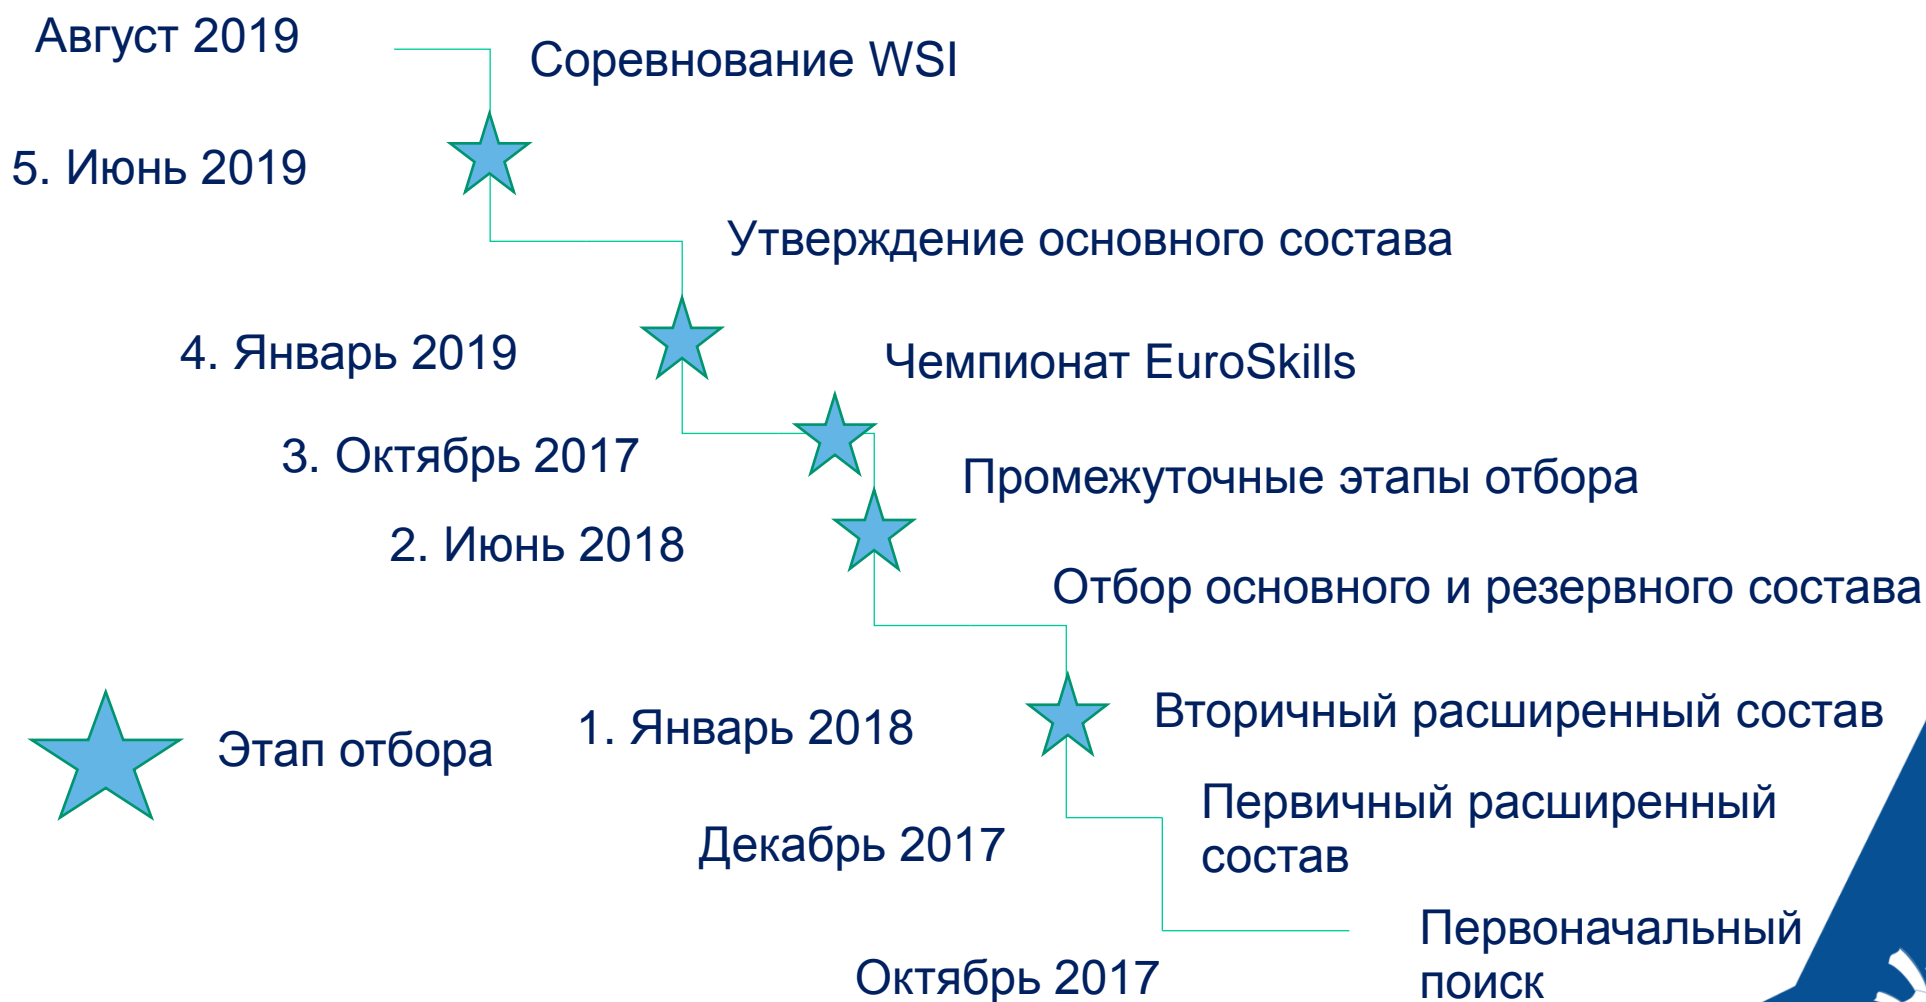 Август 2019
Соревнование WSI
5. Июнь 2019
Утверждение основного состава
4. Январь 2019
Чемпионат EuroSkills
3. Октябрь 2017
Промежуточные этапы отбора
2. Июнь 2018
Отбор основного и резервного состава
Этап отбора
1. Январь 2018
Вторичный расширенный состав
Декабрь 2017
Первичный расширенный
состав
Октябрь 2017
Первоначальный
поиск